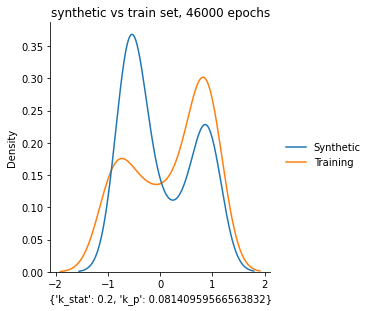 synthetic vs train set, 46000 epochs
0.35
0.30
0.25
0.20
0.15
0.10
0.05
0.00
Density
Synthetic
Training
−2 −1 0 1 2
{'k_stat': 0.2, 'k_p': 0.08140959566563832}